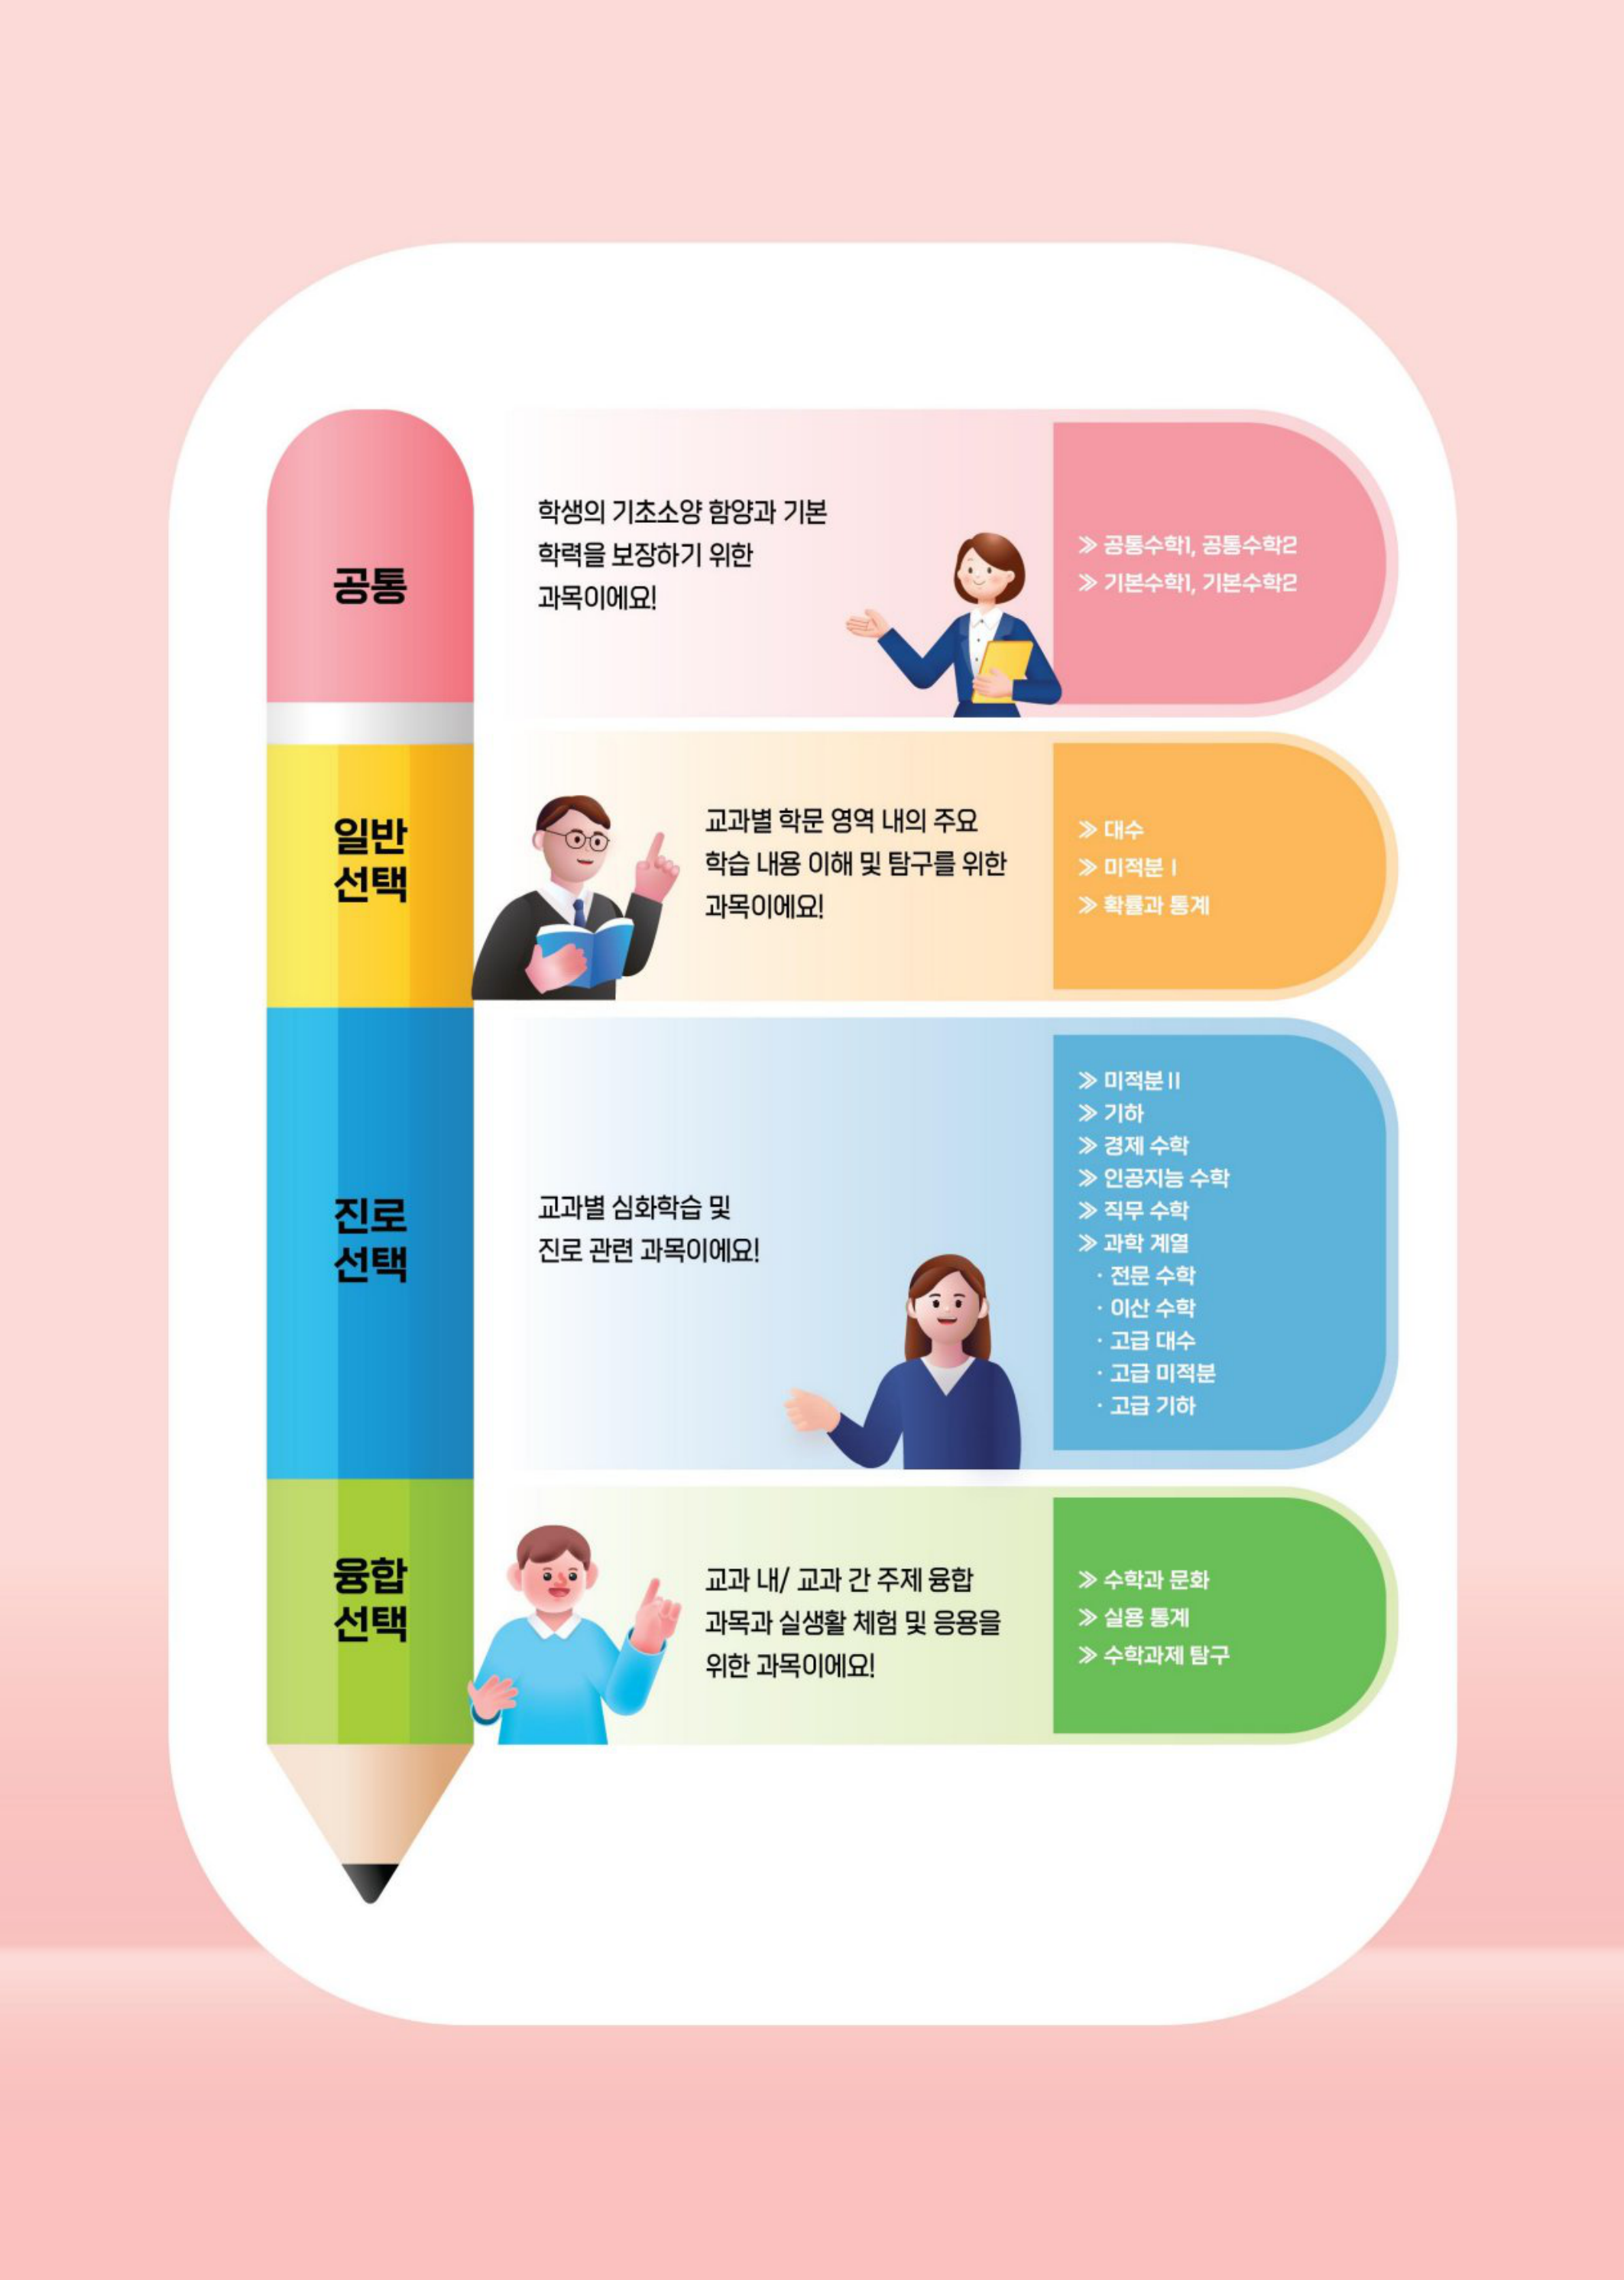 공통
학생의 기초소양 함양과 기본
학력을 보장하기 위한
과목이에요!
≫ 공통수학1, 공통수학2
≫ 기본수학1, 기본수학2
일반
선택
교과별 학문 영역 내의 주요
학습 내용 이해 및 탐구를 위한
과목이에요!
≫ 대수
≫ 미적분 I
≫ 확률과 통계
진로
선택
교과별 심화학습 및
진로 관련 과목이에요!
≫ 미적분 II
≫ 기하
≫ 경제 수학
≫ 인공지능 수학
≫ 직무 수학
≫ 과학 계열
· 전문 수학
· 이산 수학
· 고급 대수
· 고급 미적분
· 고급 기하
융합
선택
교과 내/ 교과 간 주제 융합
과목과 실생활 체험 및 응용을
위한 과목이에요!
≫ 수학과 문화
≫ 실용 통계
≫ 수학과제 탐구